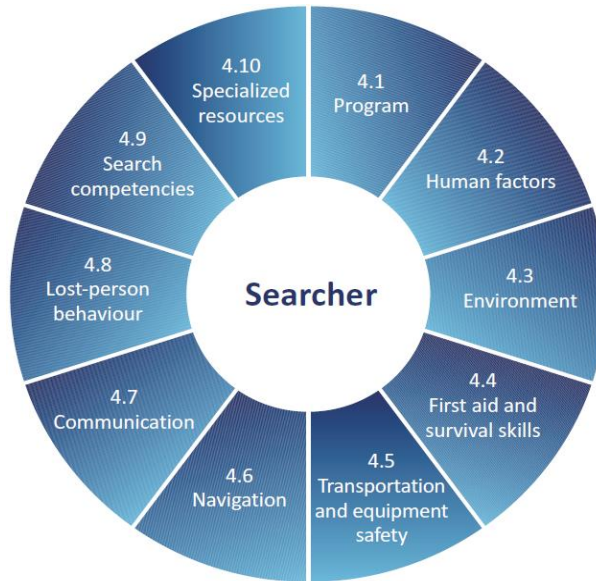 4.10
Specialized
resources
4.1
Program
4.2
Human factors
4.3
Environment
4.4
First aid and
survival skills
4.5
Transportation
and equipment
safety
4.6
Navigation
4.7
Communication
4.8
Lost-person
behaviour
4.9
Search
competencies
Searcher